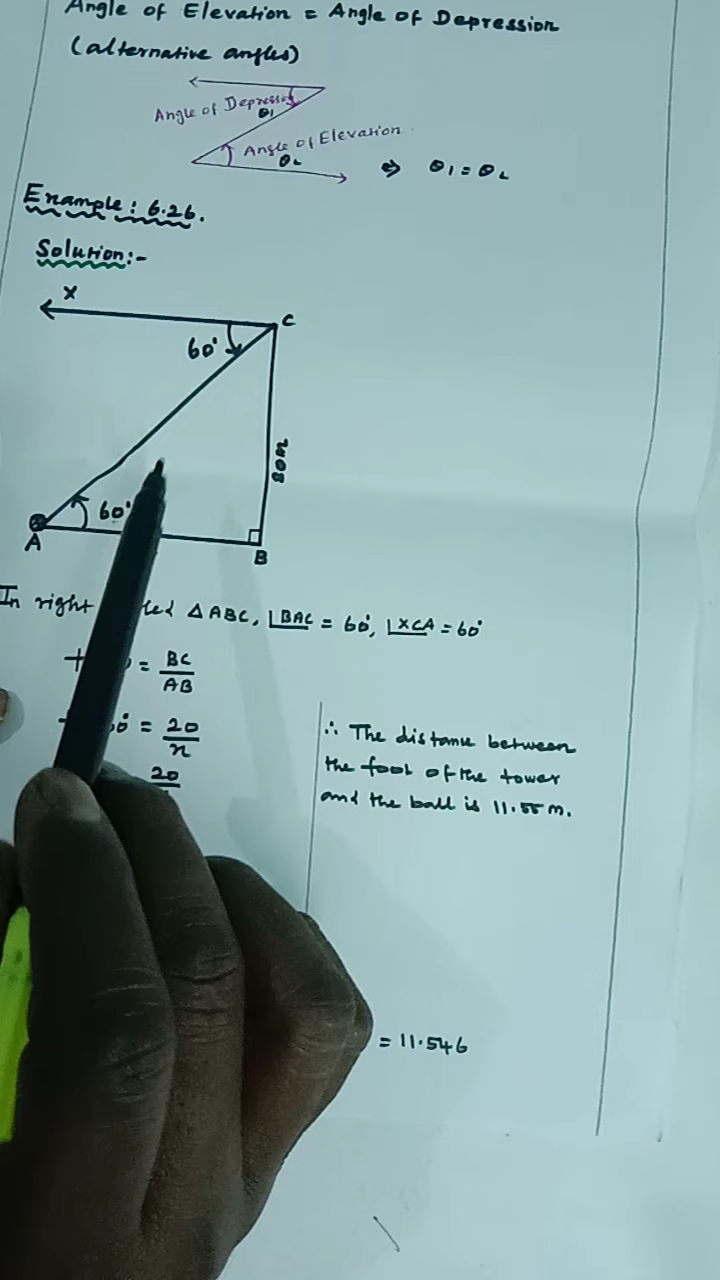 Angle of Elevation = Angle of Depression
(alternative angles)
Angle of Depression
θ1
Angle of Elevation
θ2
⇒ θ1 = θ2
Example: 6.26.
Solution:-
X
C
60°
20m
60°
A
B
In right ΔABC, ∠BAC = 60°, ∠XCA = 60°
= BC/AB
= 20/x
20
∴ The distance between
the foot of the tower
and the ball is 11.55 m.
= 11.546